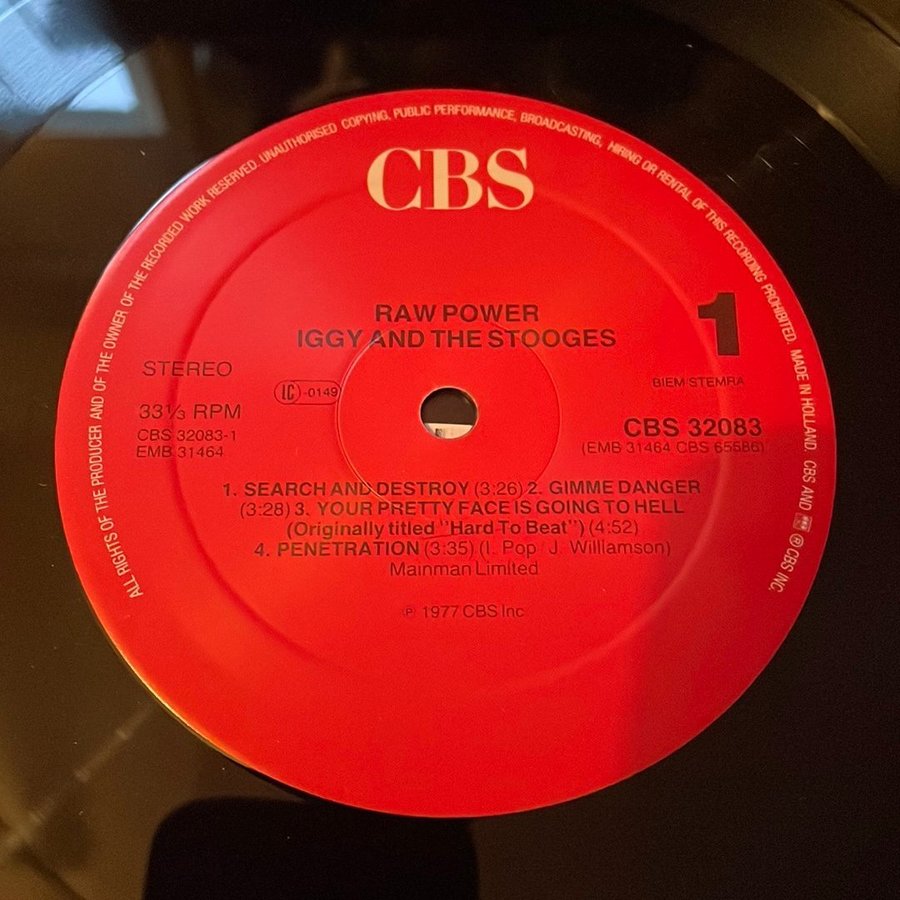 ALL RIGHTS OF THE PRODUCER AND OF THE OWNER OF THE RECORDED WORK RESERVED. UNAUTHORISED COPYING, PUBLIC PERFORMANCE, BROADCASTING, HIRING OR RENTAL OF THIS RECORDING PROHIBITED. MADE IN HOLLAND. CBS AND ℗ CBS INC.
CBS
RAW POWER
IGGY AND THE STOOGES
1
STEREO
LC -0149
BIEM/STEMRA
33⅓ RPM
CBS 32083-1
EMB 31464
CBS 32083
(EMB 31464 CBS 65586)
1. SEARCH AND DESTROY (3:26) 2. GIMME DANGER
(3:28) 3. YOUR PRETTY FACE IS GOING TO HELL
(Originally titled "Hard To Beat") (4:52)
4. PENETRATION (3:35) (I. Pop / J. Willlamson)
Mainman Limited
℗ 1977 CBS Inc